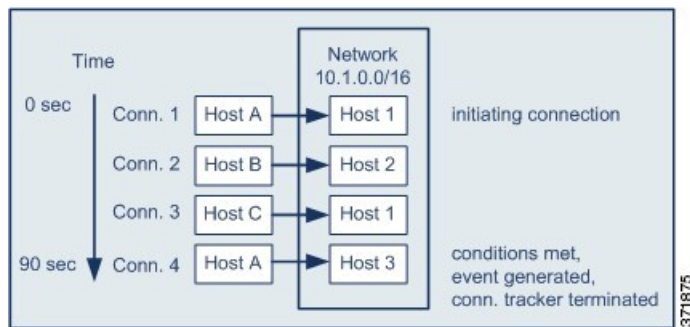 Time
Network
10.1.0.0/16
0 sec
Conn. 1
Host A
Host 1
initiating connection
Conn. 2
Host B
Host 2
Conn. 3
Host C
Host 1
90 sec
Conn. 4
Host A
Host 3
conditions met,
event generated,
conn. tracker terminated
371875